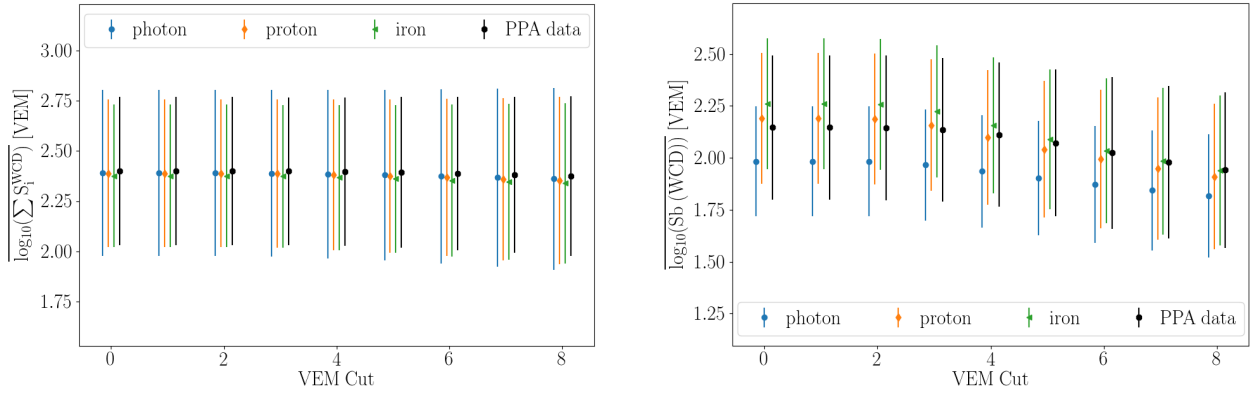 photon proton iron PPA data
3.00
2.75
2.50
2.25
2.00
1.75
log10(∑ S_i^WCD) [VEM]
0 2 4 6 8
VEM Cut
2.50
2.25
2.00
1.75
1.50
1.25
log10(Sb (WCD)) [VEM]
photon proton iron PPA data
0 2 4 6 8
VEM Cut